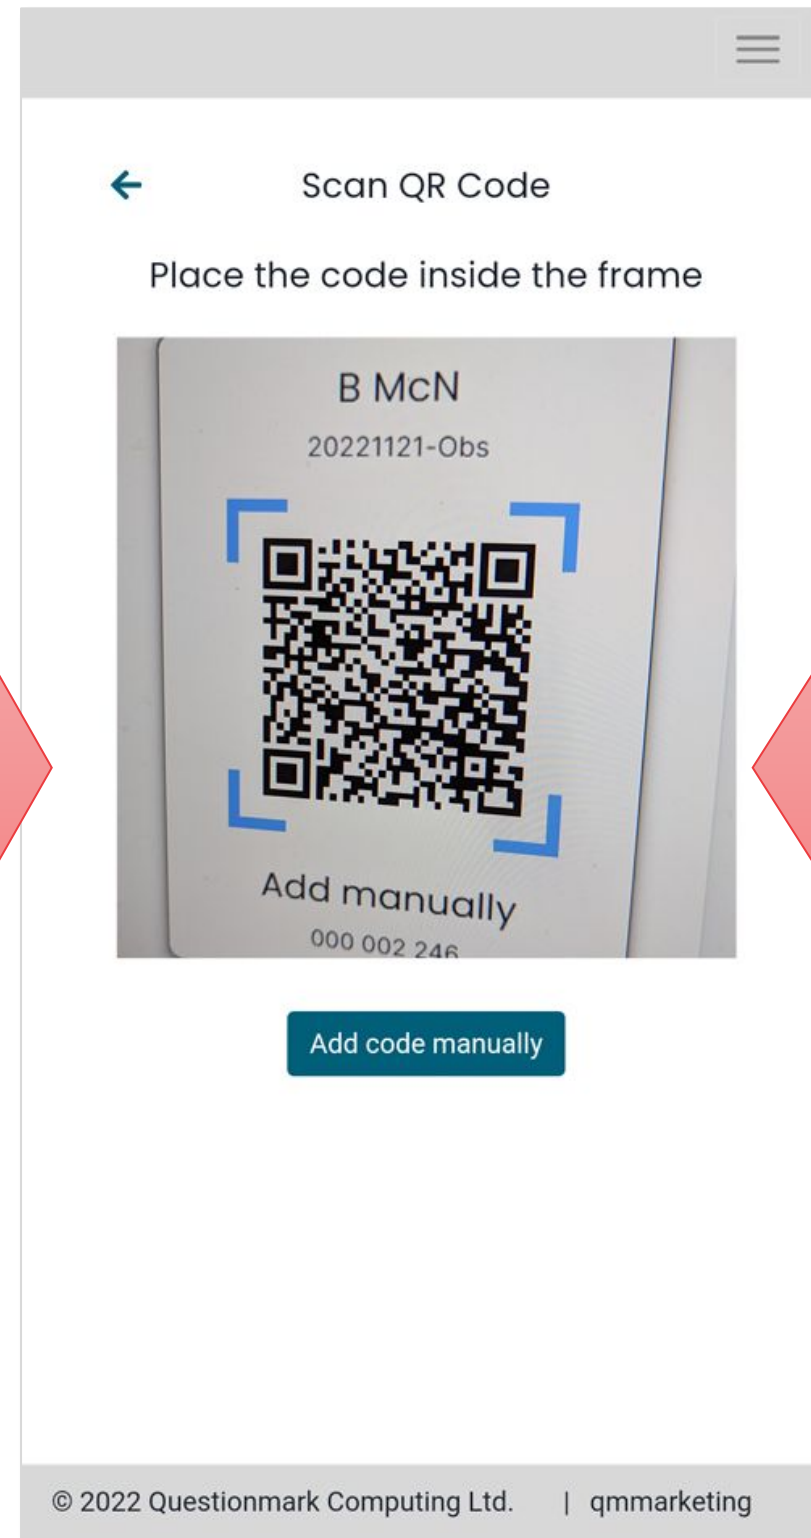 Scan QR Code
Place the code inside the frame
B McN
20221121-Obs
Add manually
000 002 246
Add code manually
© 2022 Questionmark Computing Ltd. | qmmarketing